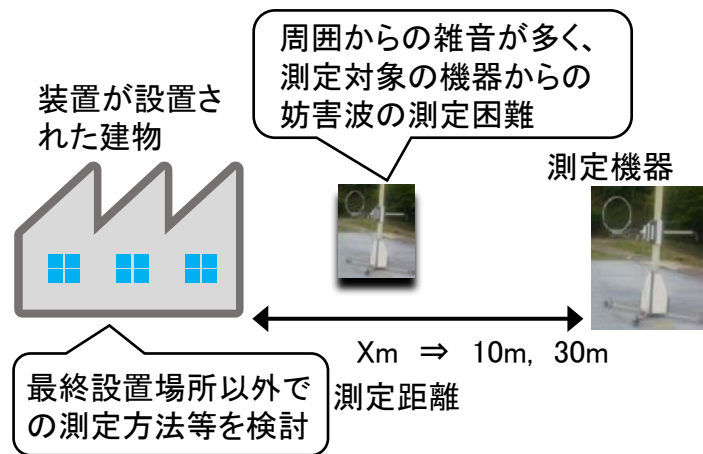 周囲からの雑音が多く、
測定対象の機器からの
妨害波の測定困難
装置が設置さ
れた建物
測定機器
Xm ⇒ 10m, 30m
測定距離
最終設置場所以外で
の測定方法等を検討